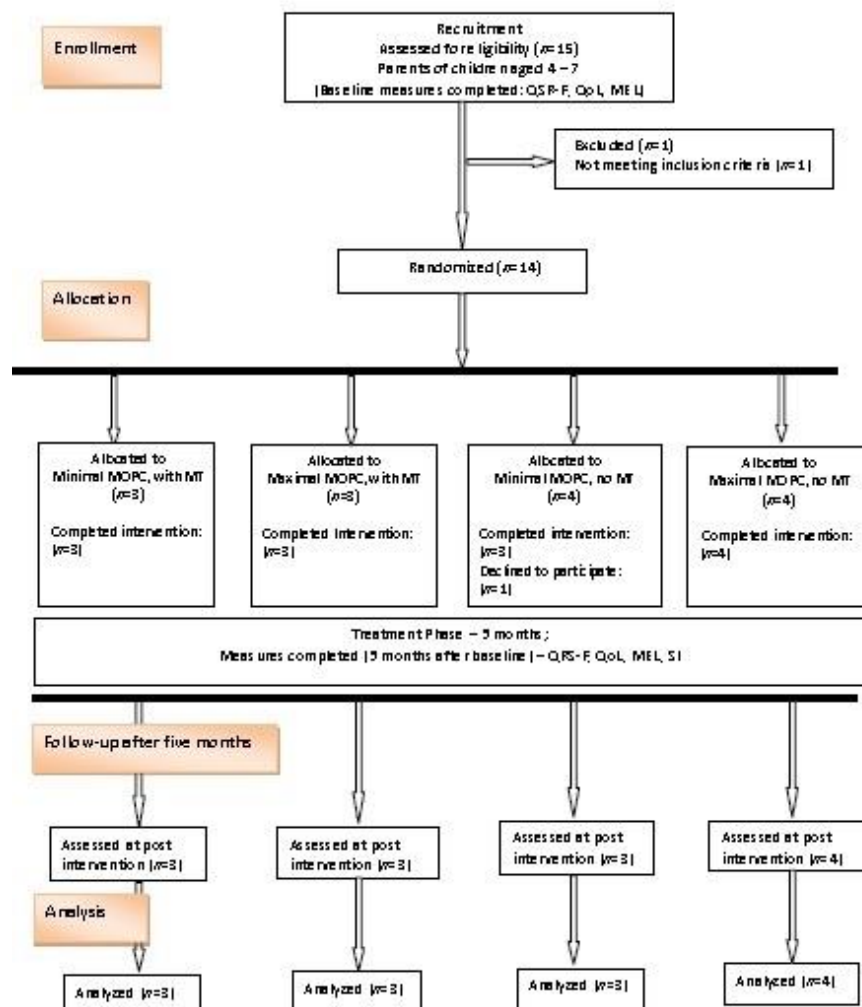 Enrollment
Recruitment
Assessed for eligibility (n=15)
Parents of children aged 4 – 7
(Baseline measures completed: QSR-F, QoL, MEL)
Excluded (n=1)
Not meeting inclusion criteria (n=1)
Randomized (n=14)
Allocation
Allocated to
Minimal MOPC, with MT
(n=3)
Completed intervention:
(n=3)
Allocated to
Maximal MOPC, with MT
(n=3)
Completed Intervention:
(n=3)
Allocated to
Minimal MOPC, no MT
(n=4)
Completed intervention:
(n=3)
Declined to participate:
(n=1)
Allocated to
Maximal MOPC, no MT
(n=4)
Completed intervention:
(n=4)
Treatment Phase – 5 months;
Measures completed (5 months after baseline) – QRS-F, QoL, MEL, SI
Follow-up after five months
Assessed at post
intervention (n=3)
Assessed at post
intervention (n=3)
Assessed at post
intervention (n=3)
Assessed at post
intervention (n=4)
Analysis
Analyzed (n=3)
Analyzed (n=3)
Analyzed (n=3)
Analyzed (n=4)